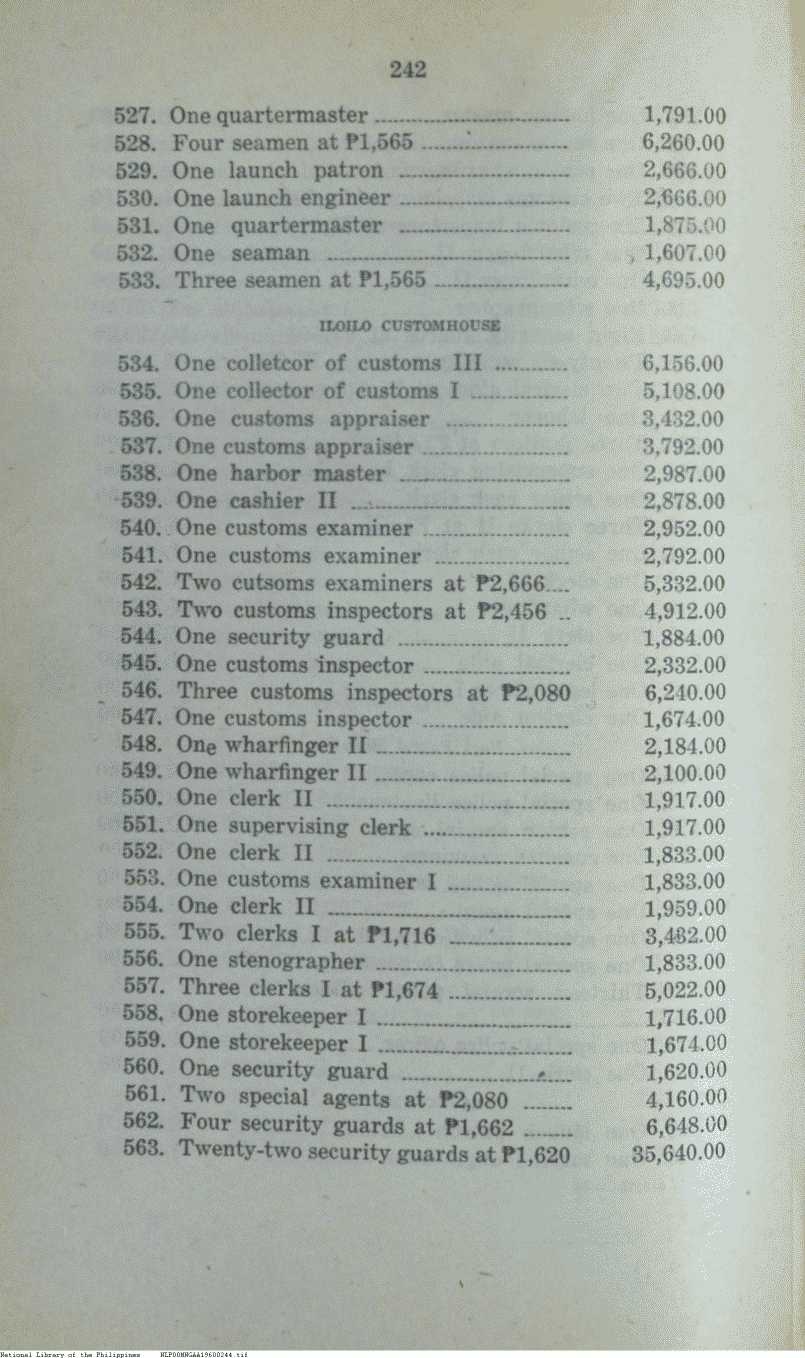 242
527. One quartermaster 1,791.00
528. Four seamen at ₱1,565 6,260.00
529. One launch patron 2,666.00
530. One launch engineer 2,666.00
531. One quartermaster 1,875.00
532. One seaman 1,607.00
533. Three seamen at ₱1,565 4,695.00
ILOILO CUSTOMHOUSE
534. One colletcor of customs III 6,156.00
535. One collector of customs I 5,108.00
536. One customs appraiser 3,432.00
537. One customs appraiser 3,792.00
538. One harbor master 2,987.00
539. One cashier II 2,878.00
540. One customs examiner 2,952.00
541. One customs examiner 2,792.00
542. Two cutsoms examiners at ₱2,666 5,332.00
543. Two customs inspectors at ₱2,456 4,912.00
544. One security guard 1,884.00
545. One customs inspector 2,332.00
546. Three customs inspectors at ₱2,080 6,240.00
547. One customs inspector 1,674.00
548. One wharfinger II 2,184.00
549. One wharfinger II 2,100.00
550. One clerk II 1,917.00
551. One supervising clerk 1,917.00
552. One clerk II 1,833.00
553. One customs examiner I 1,833.00
554. One clerk II 1,959.00
555. Two clerks I at ₱1,716 3,432.00
556. One stenographer 1,833.00
557. Three clerks I at ₱1,674 5,022.00
558. One storekeeper I 1,716.00
559. One storekeeper I 1,674.00
560. One security guard 1,620.00
561. Two special agents at ₱2,080 4,160.00
562. Four security guards at ₱1,662 6,648.00
563. Twenty-two security guards at ₱1,620 35,640.00
National Library of the Philippines NLP00MNGAA19600244.tif